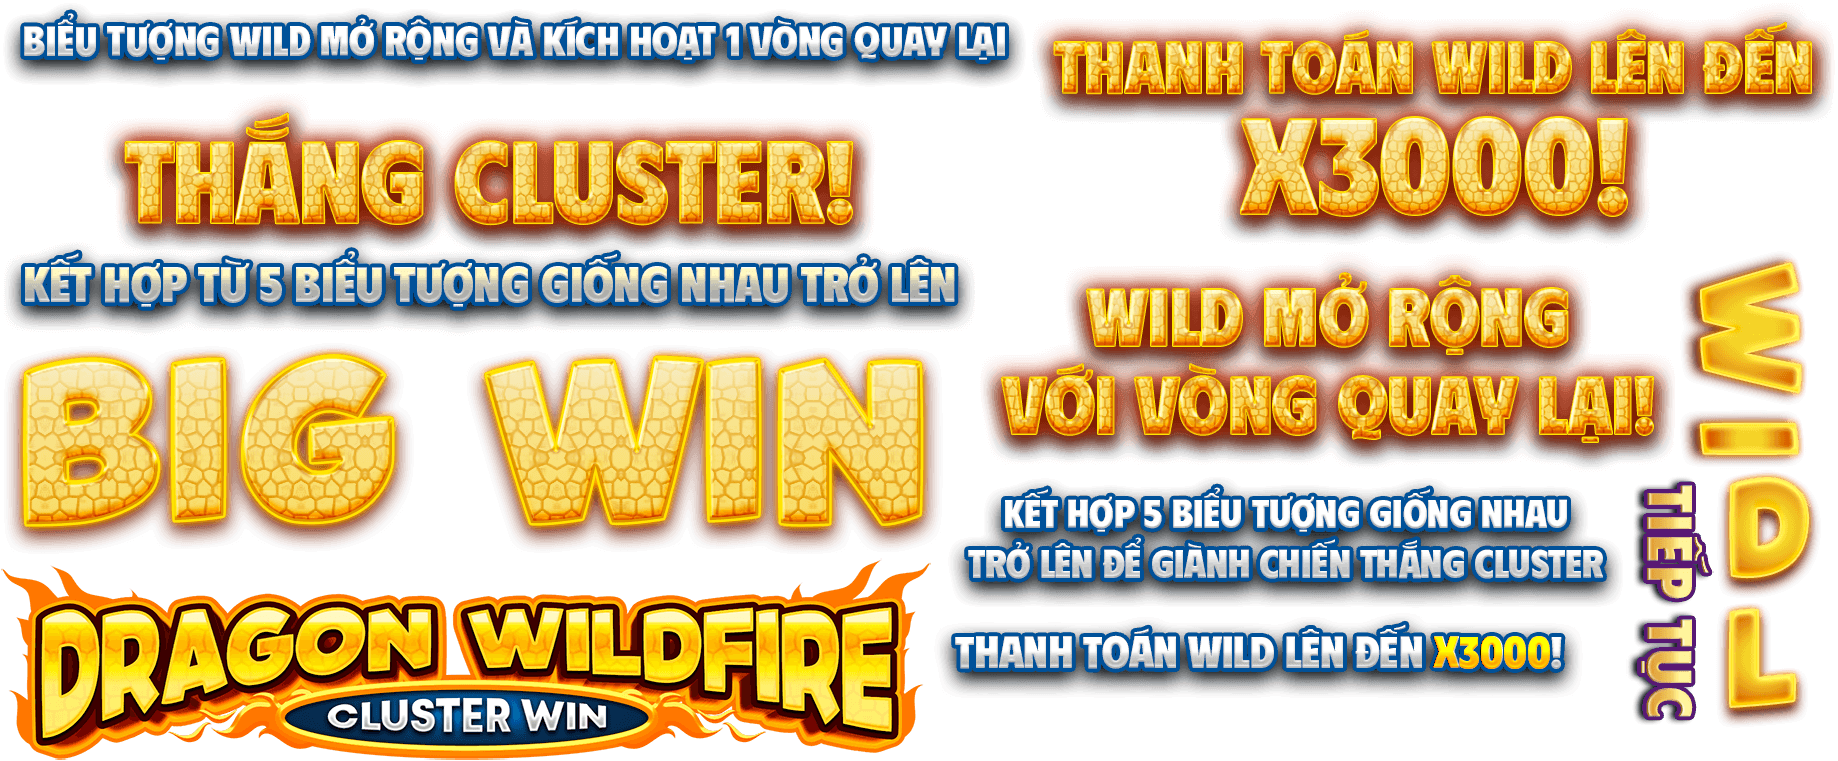 BIỂU TƯỢNG WILD MỞ RỘNG VÀ KÍCH HOẠT 1 VÒNG QUAY LẠI
THẮNG CLUSTER!
KẾT HỢP TỪ 5 BIỂU TƯỢNG GIỐNG NHAU TRỞ LÊN
BIG WIN
DRAGON WILDFIRE
CLUSTER WIN
THANH TOÁN WILD LÊN ĐẾN
X3000!
WILD MỞ RỘNG
VỚI VÒNG QUAY LẠI!
KẾT HỢP 5 BIỂU TƯỢNG GIỐNG NHAU
TRỞ LÊN ĐỂ GIÀNH CHIẾN THẮNG CLUSTER
THANH TOÁN WILD LÊN ĐẾN X3000!
TIẾP TỤC
WILD